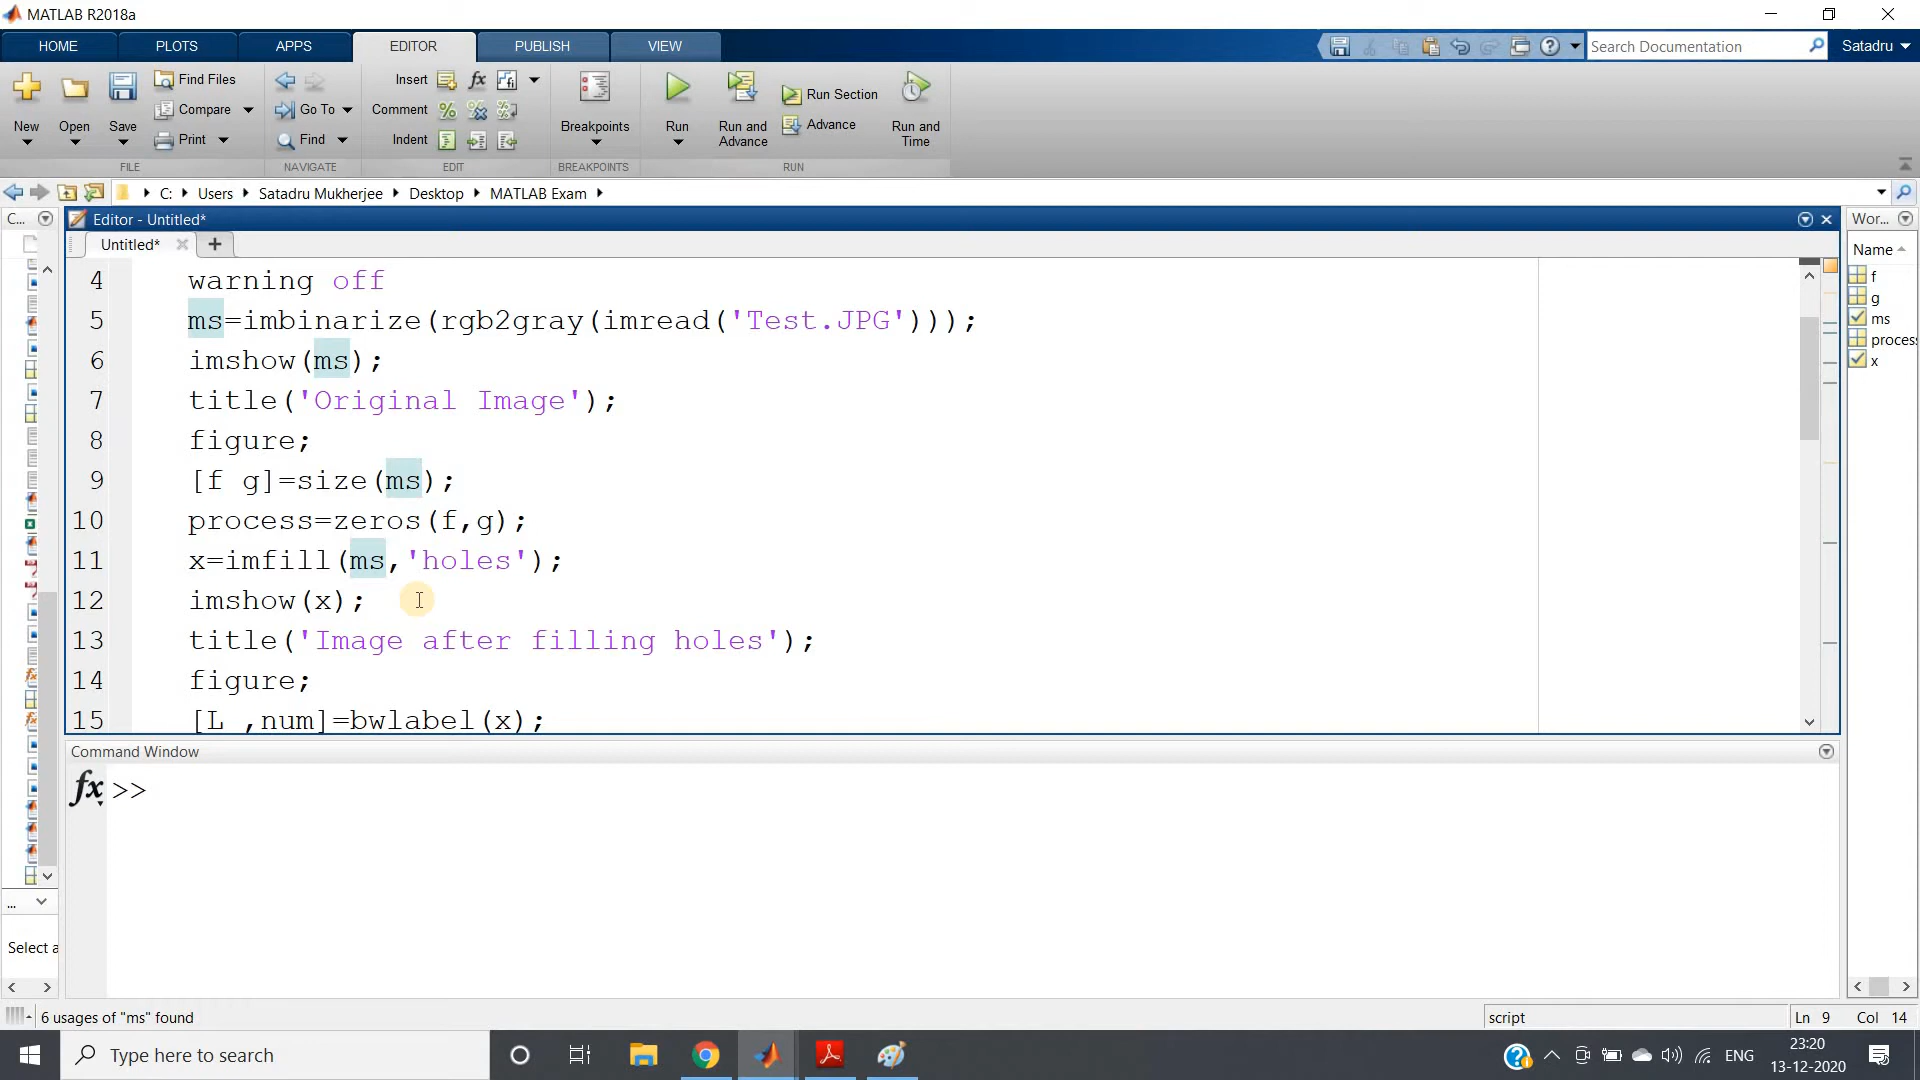 MATLAB R2018a
HOME PLOTS APPS EDITOR PUBLISH VIEW Search Documentation Satadru
New Open Save Find Files Compare Print Go To Find Insert Comment Indent Breakpoints Run Run and Advance Run Section Advance Run and Time
FILE NAVIGATE EDIT BREAKPOINTS RUN
C: Users Satadru Mukherjee Desktop MATLAB Exam
C... Editor - Untitled* Wor...
Untitled* +
Name
4 warning off
5 ms=imbinarize(rgb2gray(imread('Test.JPG')));
6 imshow(ms);
7 title('Original Image');
8 figure;
9 [f g]=size(ms);
10 process=zeros(f,g);
11 x=imfill(ms,'holes');
12 imshow(x);
13 title('Image after filling holes');
14 figure;
15 [L ,num]=bwlabel(x);
f
g
ms
proces
x
Command Window
fx >>
...
Select a
6 usages of "ms" found script Ln 9 Col 14
Type here to search ENG 23:20
13-12-2020